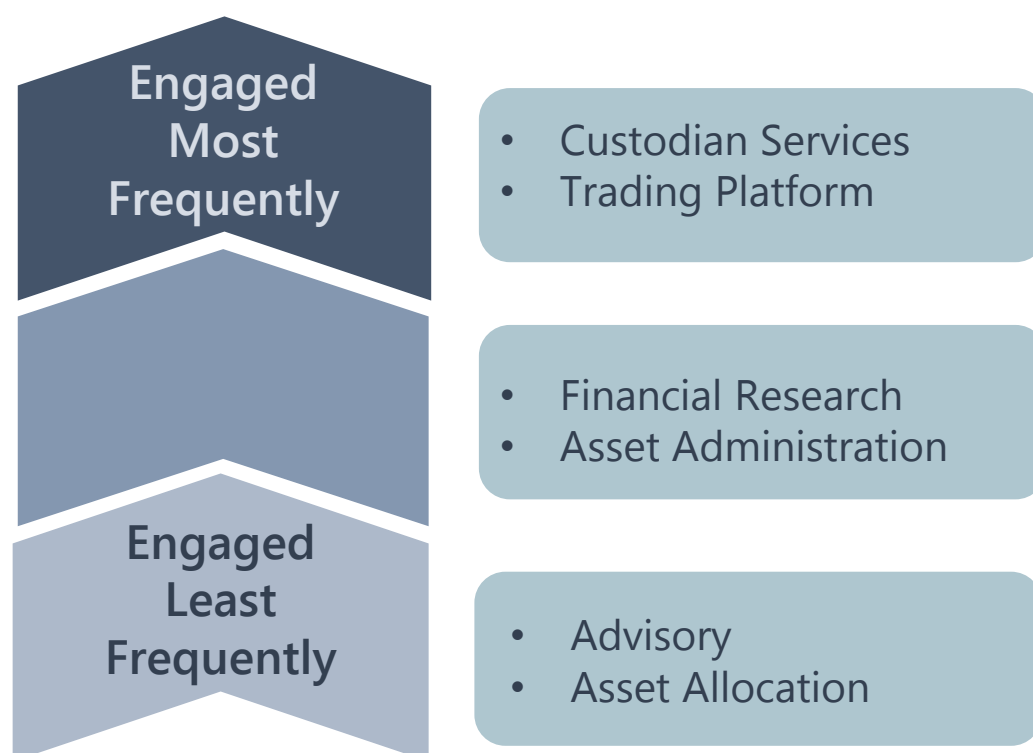 Engaged
Most
Frequently
• Custodian Services
• Trading Platform
• Financial Research
• Asset Administration
Engaged
Least
Frequently
• Advisory
• Asset Allocation